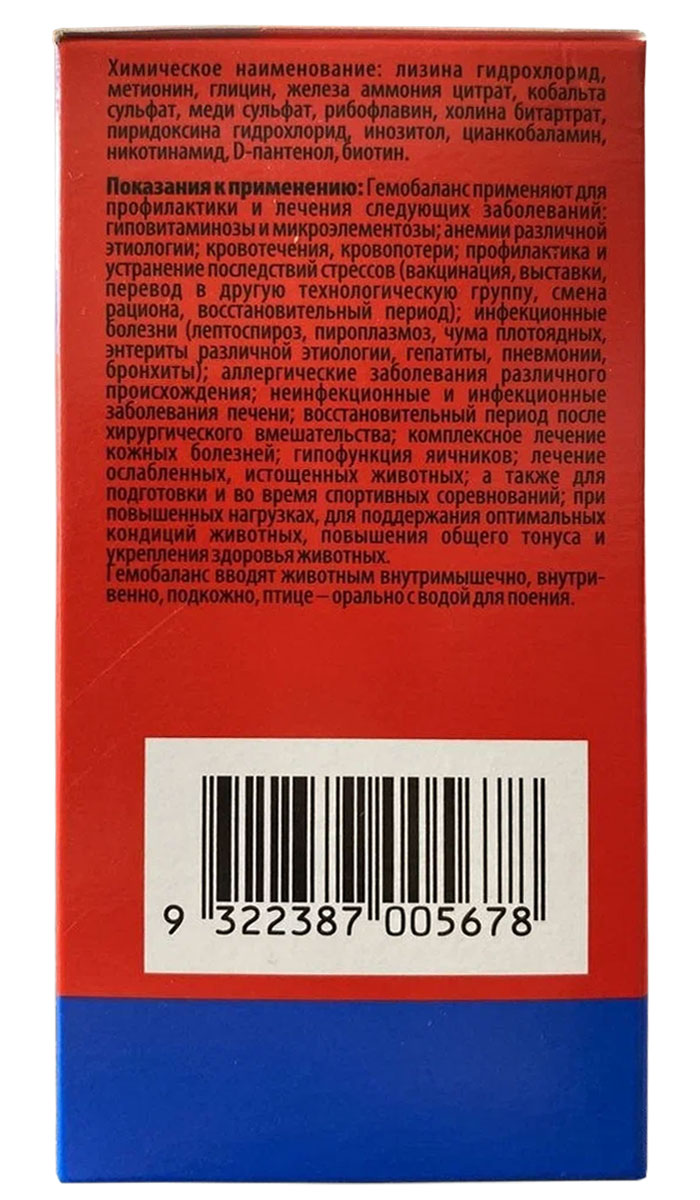 Химическое наименование: лизина гидрохлорид,
метионин, глицин, железа аммония цитрат, кобальта
сульфат, меди сульфат, рибофлавин, холина битартрат,
пиридоксина гидрохлорид, инозитол, цианкобаламин,
никотинамид, D-пантенол, биотин.
Показания к применению: Гемобаланс применяют для
профилактики и лечения следующих заболеваний:
гиповитаминозы и микроэлементозы; анемии различной
этиологии; кровотечения, кровопотери; профилактика и
устранение последствий стрессов (вакцинация, выставки,
перевод в другую технологическую группу, смена
рациона, восстановительный период); инфекционные
болезни (лептоспироз, пироплазмоз, чума плотоядных,
энтериты различной этиологии, гепатиты, пневмонии,
бронхиты); аллергические заболевания различного
происхождения; неинфекционные и инфекционные
заболевания печени; восстановительный период после
хирургического вмешательства; комплексное лечение
кожных болезней; гипофункция яичников; лечение
ослабленных, истощенных животных; а также для
подготовки и во время спортивных соревнований; при
повышенных нагрузках, для поддержания оптимальных
кондиций животных, повышения общего тонуса и
укрепления здоровья животных.
Гемобаланс вводят животным внутримышечно, внутри-
венно, подкожно, птице – орально с водой для поения.
9 322387 005678